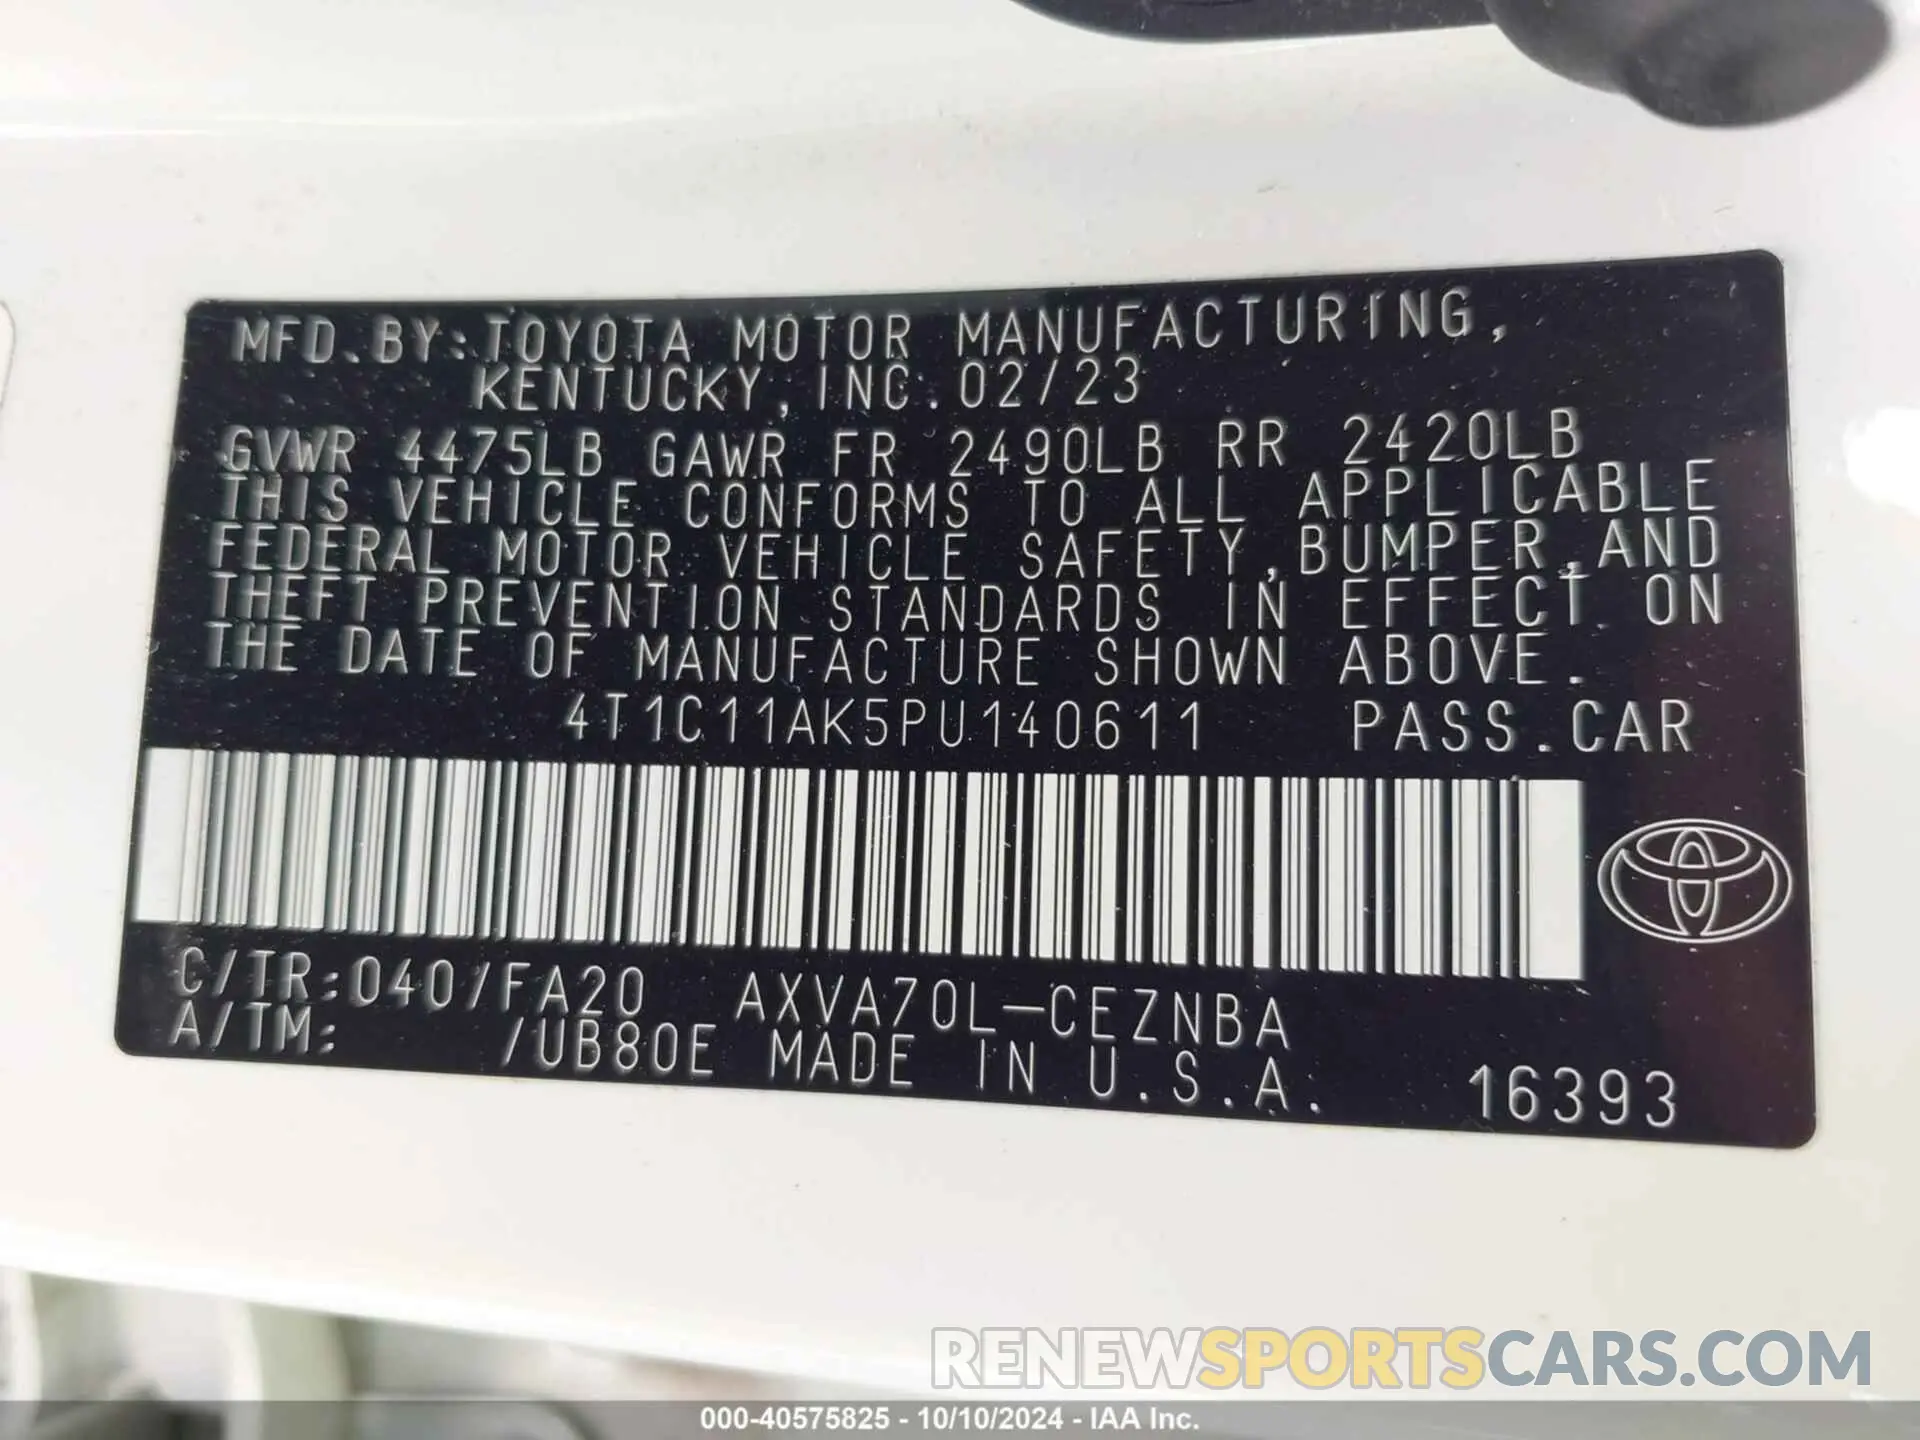 MFD.BY:TOYOTA MOTOR MANUFACTURING,
KENTUCKY, INC. 02/23
GVWR 4475LB GAWR FR 2490LB RR 2420LB
THIS VEHICLE CONFORMS TO ALL APPLICABLE
FEDERAL MOTOR VEHICLE SAFETY,BUMPER,AND
THEFT PREVENTION STANDARDS IN EFFECT ON
THE DATE OF MANUFACTURE SHOWN ABOVE.
4T1C11AK5PU140611 PASS.CAR
C/TR:040/FA20 AXVA70L-CEZNBA
A/TM: /UB80E MADE IN U.S.A. 16393
RENEWSPORTSCARS.COM
000-40575825 - 10/10/2024 - IAA Inc.